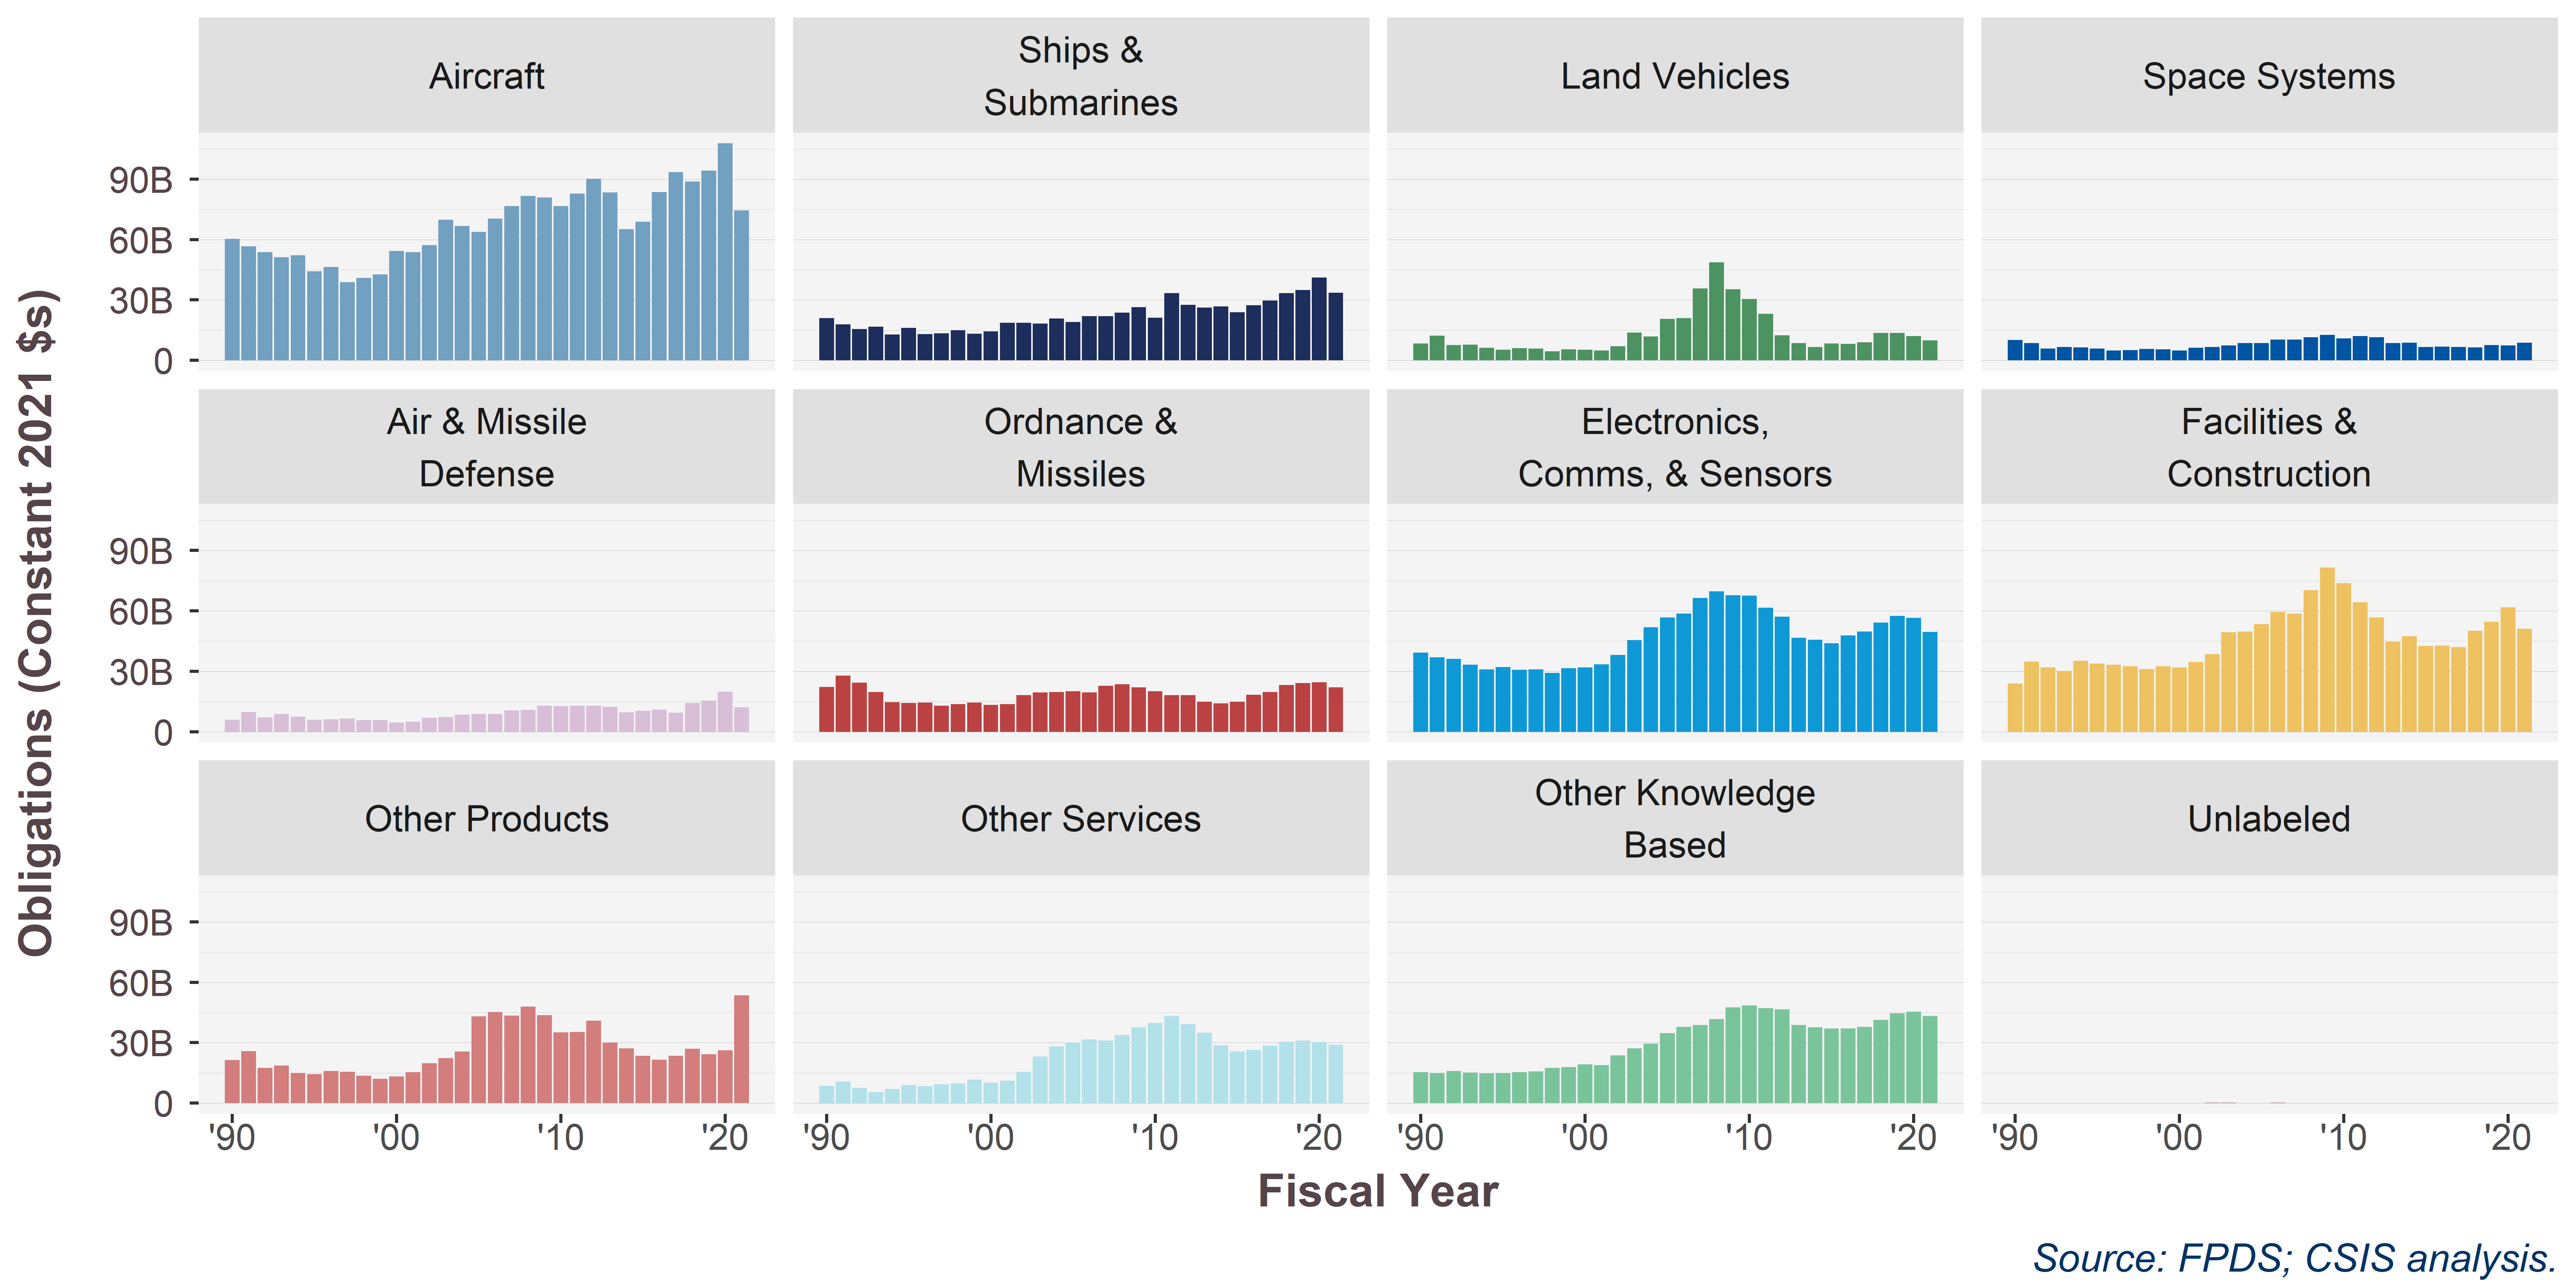 Aircraft
Ships &
Submarines
Land Vehicles
Space Systems
90B
60B
30B
0
Air & Missile
Defense
Ordnance &
Missiles
Electronics,
Comms, & Sensors
Facilities &
Construction
90B
60B
30B
0
Other Products
Other Services
Other Knowledge
Based
Unlabeled
90B
60B
30B
0
'90 '00 '10 '20
'90 '00 '10 '20
'90 '00 '10 '20
'90 '00 '10 '20
Obligations (Constant 2021 $s)
Fiscal Year
Source: FPDS; CSIS analysis.